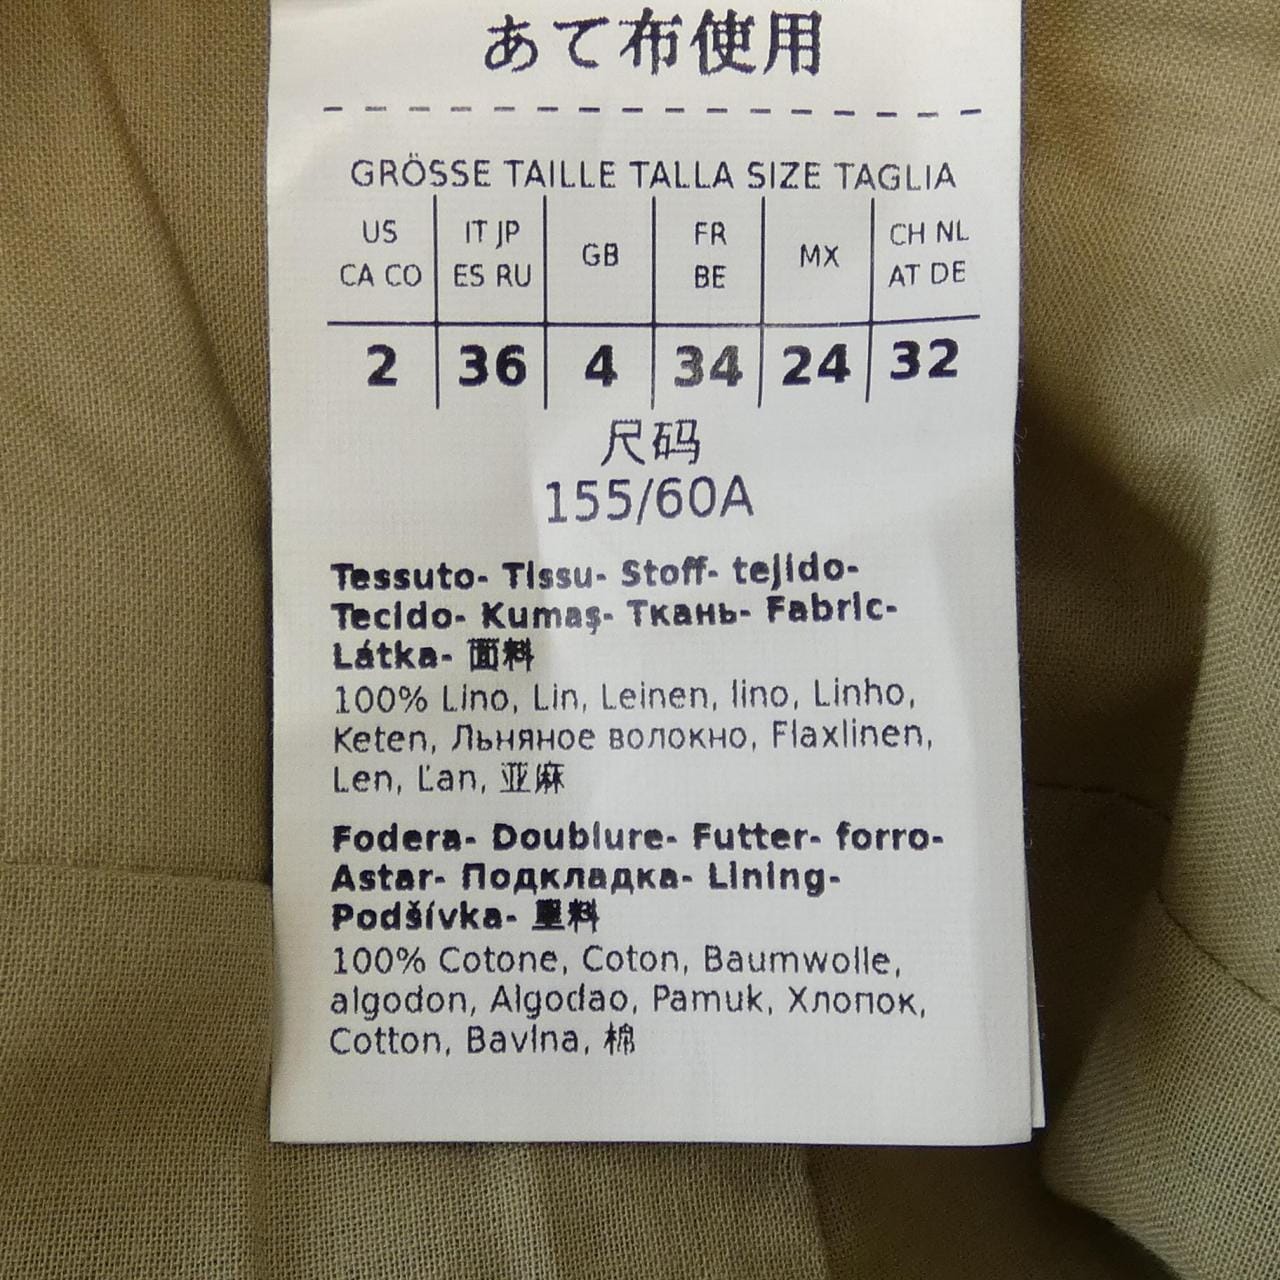 あて布使用
GRÖSSE TAILLE TALLA SIZE TAGLIA
US IT JP GB FR MX CH NL
CA CO ES RU BE AT DE
2 36 4 34 24 32
尺码
155/60A
Tessuto- Tissu- Stoff- tejido-
Tecido- Kumaş- Ткань- Fabric-
Látka- 面料
100% Lino, Lin, Leinen, lino, Linho,
Keten, Льняное волокно, Flaxlinen,
Len, Ľan, 亚麻
Fodera- Doublure- Futter- forro-
Astar- Подкладка- Lining-
Podšívka- 里料
100% Cotone, Coton, Baumwolle,
algodon, Algodao, Pamuk, Хлопок,
Cotton, Bavlna, 棉